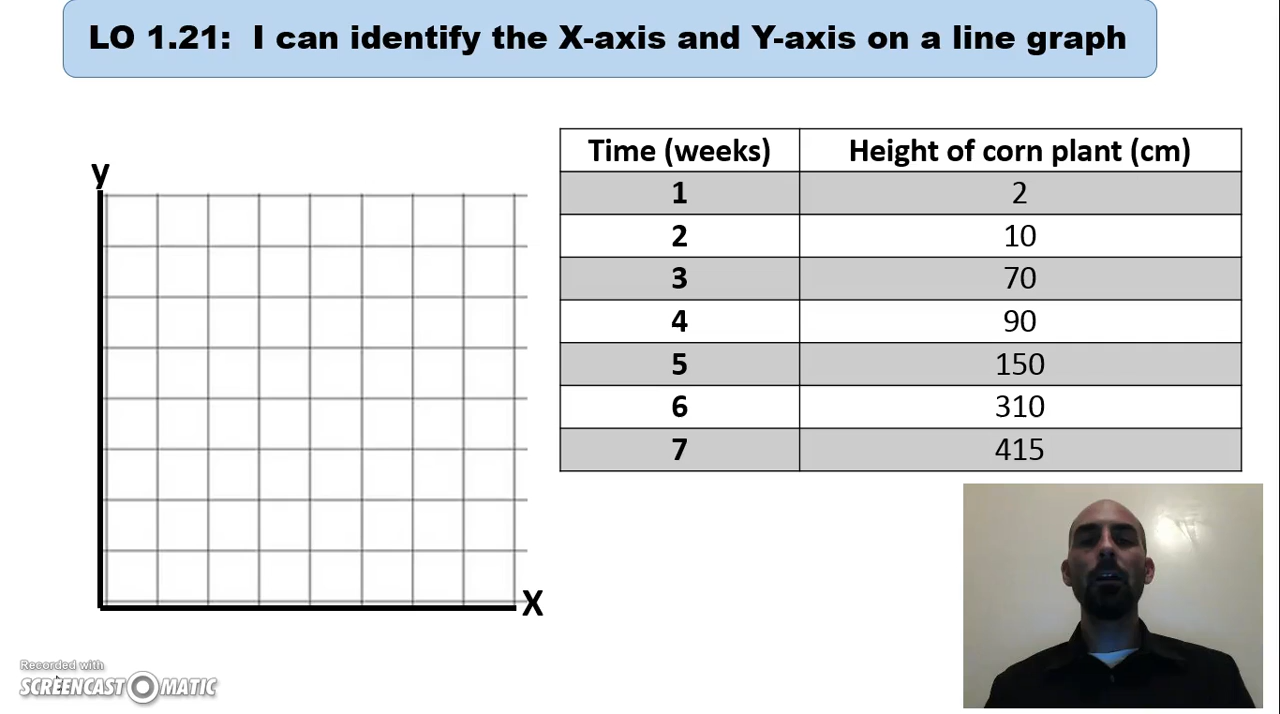 LO 1.21: I can identify the X-axis and Y-axis on a line graph
y
X
Time (weeks) Height of corn plant (cm)
1 2
2 10
3 70
4 90
5 150
6 310
7 415
Recorded with
SCREENCAST-O-MATIC